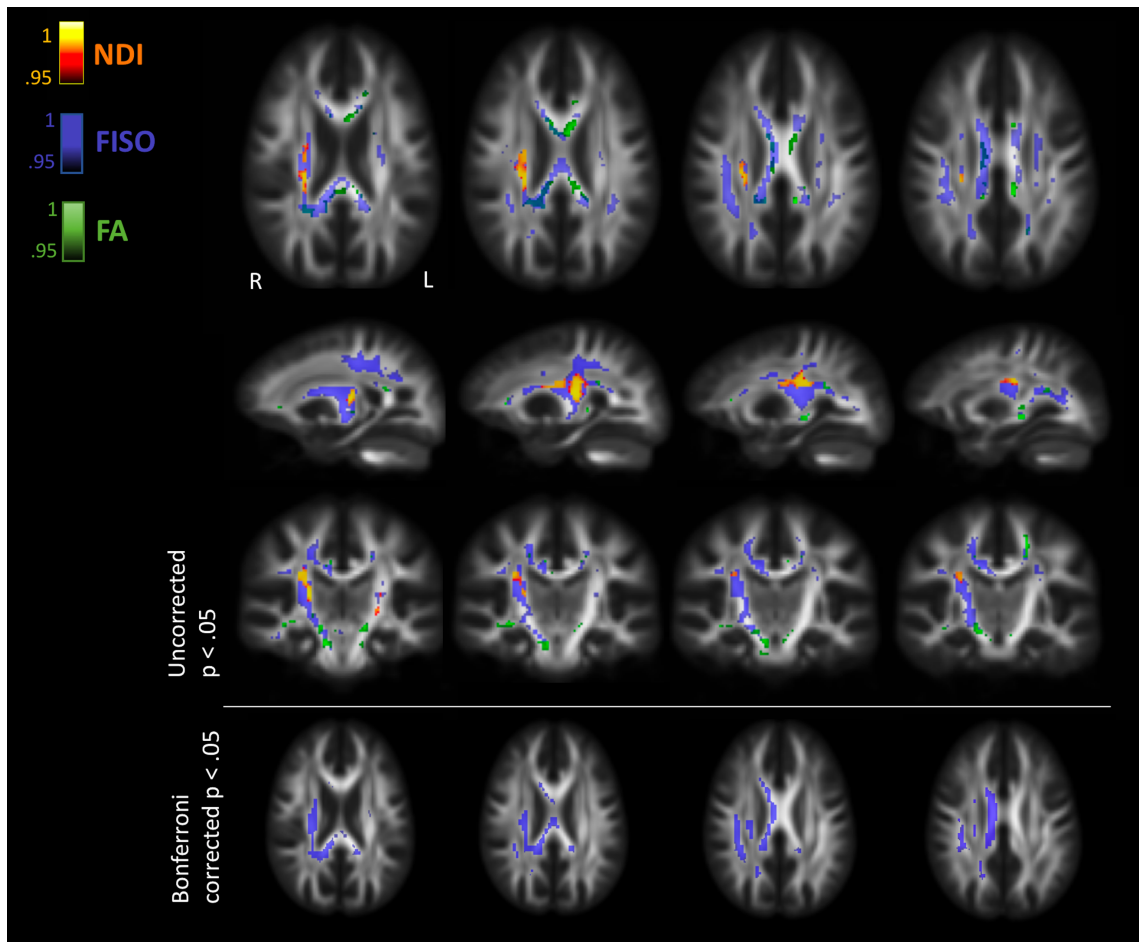 1
NDI
.95
1
FISO
.95
1
FA
.95
R
L
Uncorrected
p < .05
Bonferroni
corrected p < .05